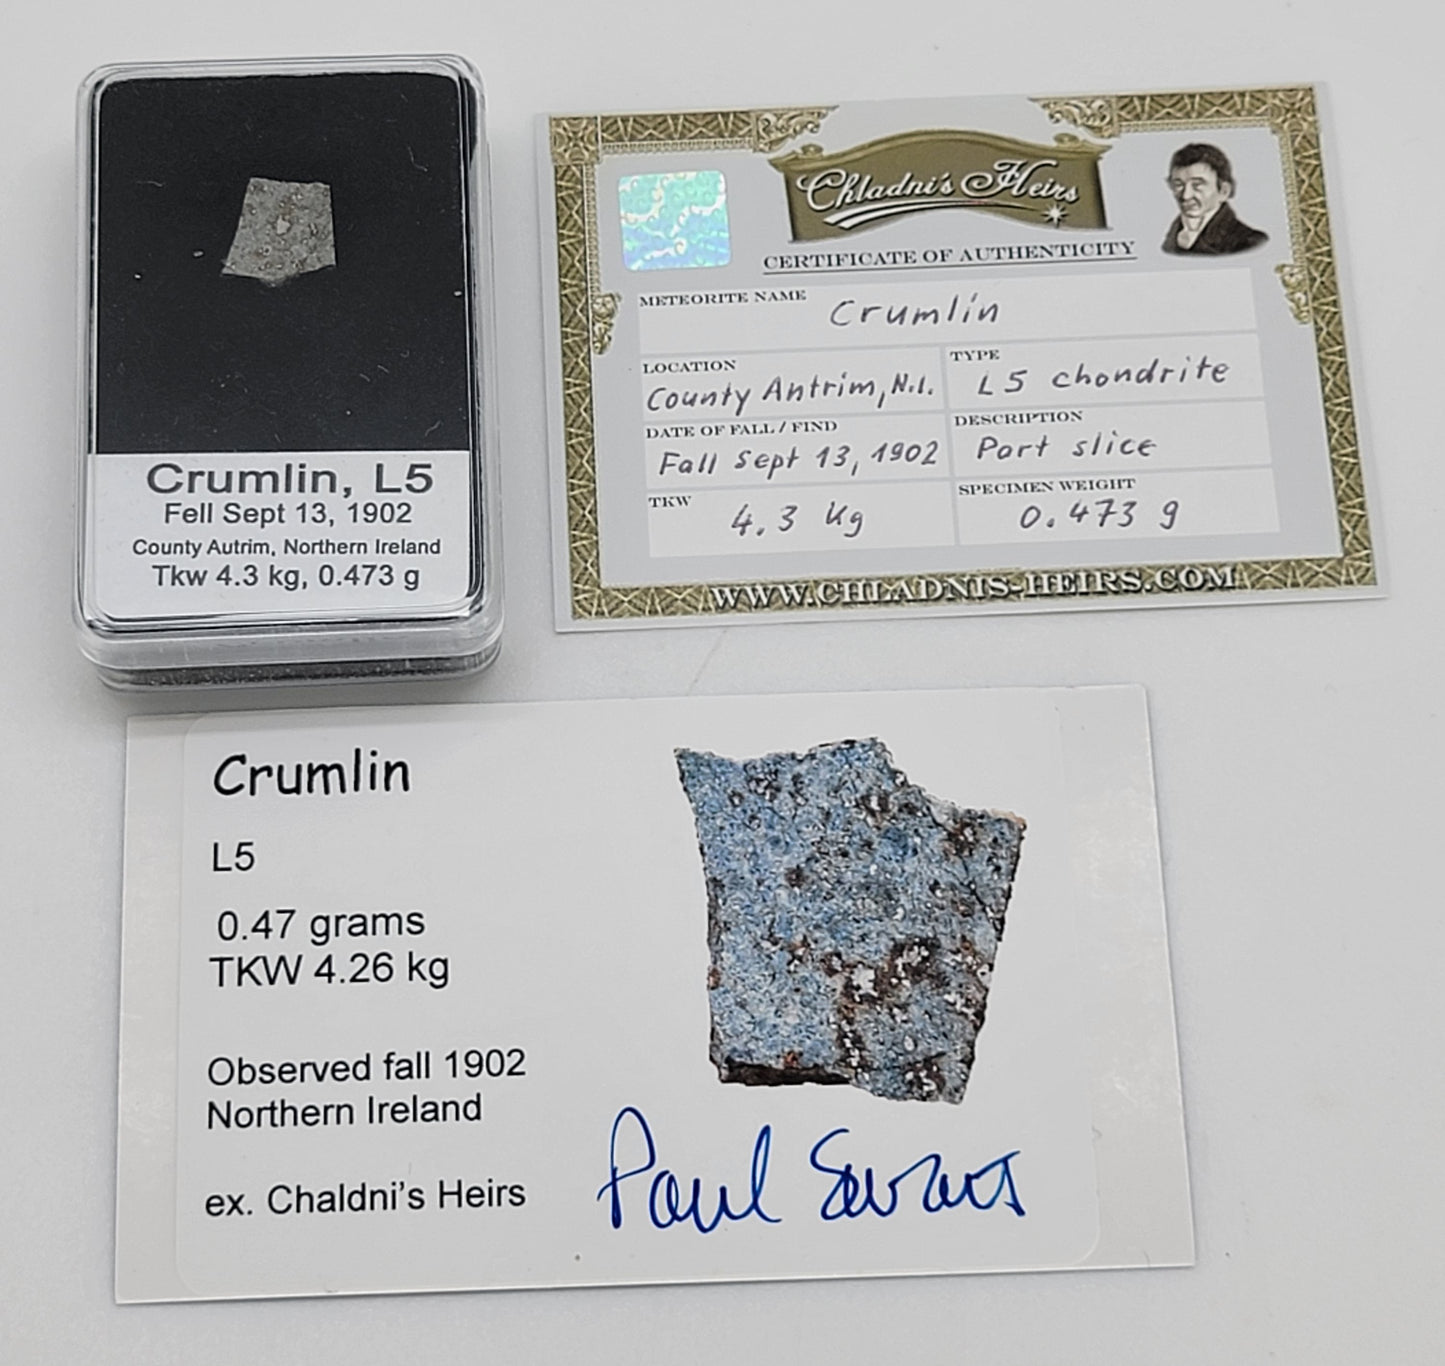 Crumlin, L5
Fell Sept 13, 1902
County Autrim, Northern Ireland
Tkw 4.3 kg, 0.473 g
Chladni's Heirs
CERTIFICATE OF AUTHENTICITY
METEORITE NAME
Crumlin
LOCATION
County Antrim, N.I.
TYPE
L5 chondrite
DATE OF FALL / FIND
Fall Sept 13, 1902
DESCRIPTION
Part slice
TKW
4.3 kg
SPECIMEN WEIGHT
0.473 g
WWW.CHLADNIS-HEIRS.COM
Crumlin
L5
0.47 grams
TKW 4.26 kg
Observed fall 1902
Northern Ireland
ex. Chaldni's Heirs
Paul